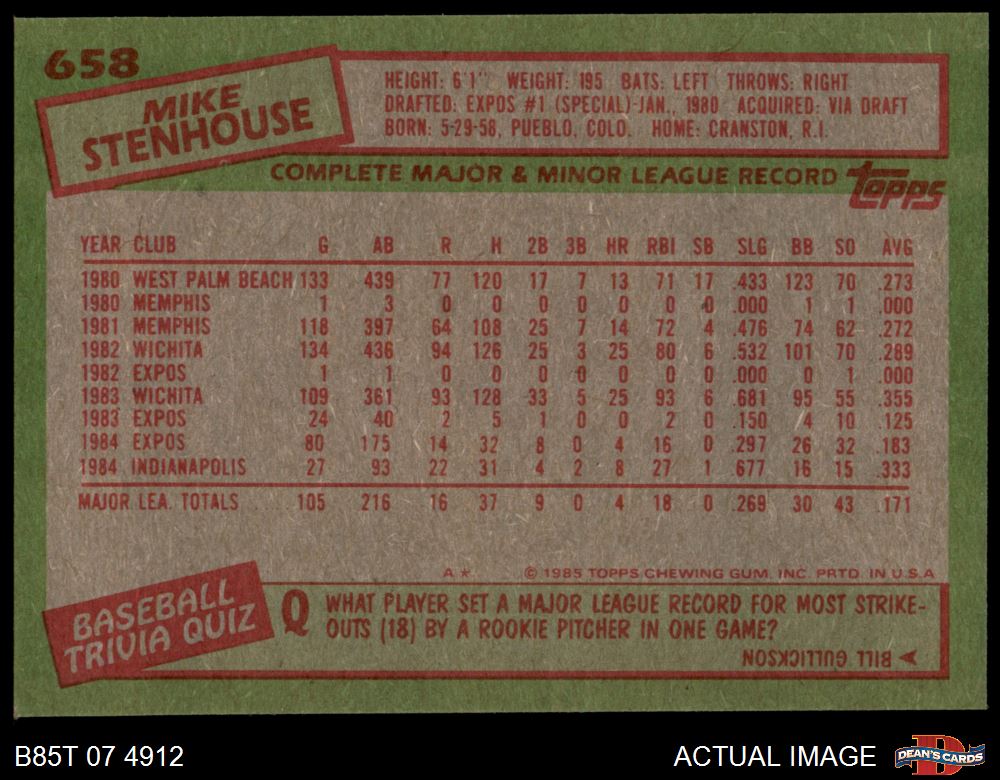 658
MIKE
STENHOUSE
HEIGHT: 6'1" WEIGHT: 195 BATS: LEFT THROWS: RIGHT
DRAFTED: EXPOS #1 (SPECIAL)-JAN., 1980 ACQUIRED: VIA DRAFT
BORN: 5-29-58, PUEBLO, COLO. HOME: CRANSTON, R.I.
COMPLETE MAJOR & MINOR LEAGUE RECORD topps
YEAR CLUB G AB R H 2B 3B HR RBI SB SLG BB SO AVG
1980 WEST PALM BEACH 133 439 77 120 17 7 13 71 17 .433 123 70 .273
1980 MEMPHIS 1 3 0 0 0 0 0 0 0 .000 1 1 .000
1981 MEMPHIS 118 397 64 108 25 7 14 72 4 .476 74 62 .272
1982 WICHITA 134 436 94 126 25 3 25 80 6 .532 101 70 .289
1982 EXPOS 1 1 0 0 0 0 0 0 0 .000 0 1 .000
1983 WICHITA 109 361 93 128 33 5 25 93 6 .681 95 55 .355
1983 EXPOS 24 40 2 5 1 0 0 2 0 .150 4 10 .125
1984 EXPOS 80 175 14 32 8 0 4 16 0 .297 26 32 .183
1984 INDIANAPOLIS 27 93 22 31 4 2 8 27 1 .677 16 15 .333
MAJOR LEA. TOTALS 105 216 16 37 9 0 4 18 0 .269 30 43 .171
A*. © 1985 TOPPS CHEWING GUM, INC. PRTD. IN U.S.A
BASEBALL
TRIVIA QUIZ
Q WHAT PLAYER SET A MAJOR LEAGUE RECORD FOR MOST STRIKE-
OUTS (18) BY A ROOKIE PITCHER IN ONE GAME?
BILL GULLICKSON
B85T 07 4912
ACTUAL IMAGE
D
DEAN'S CARDS